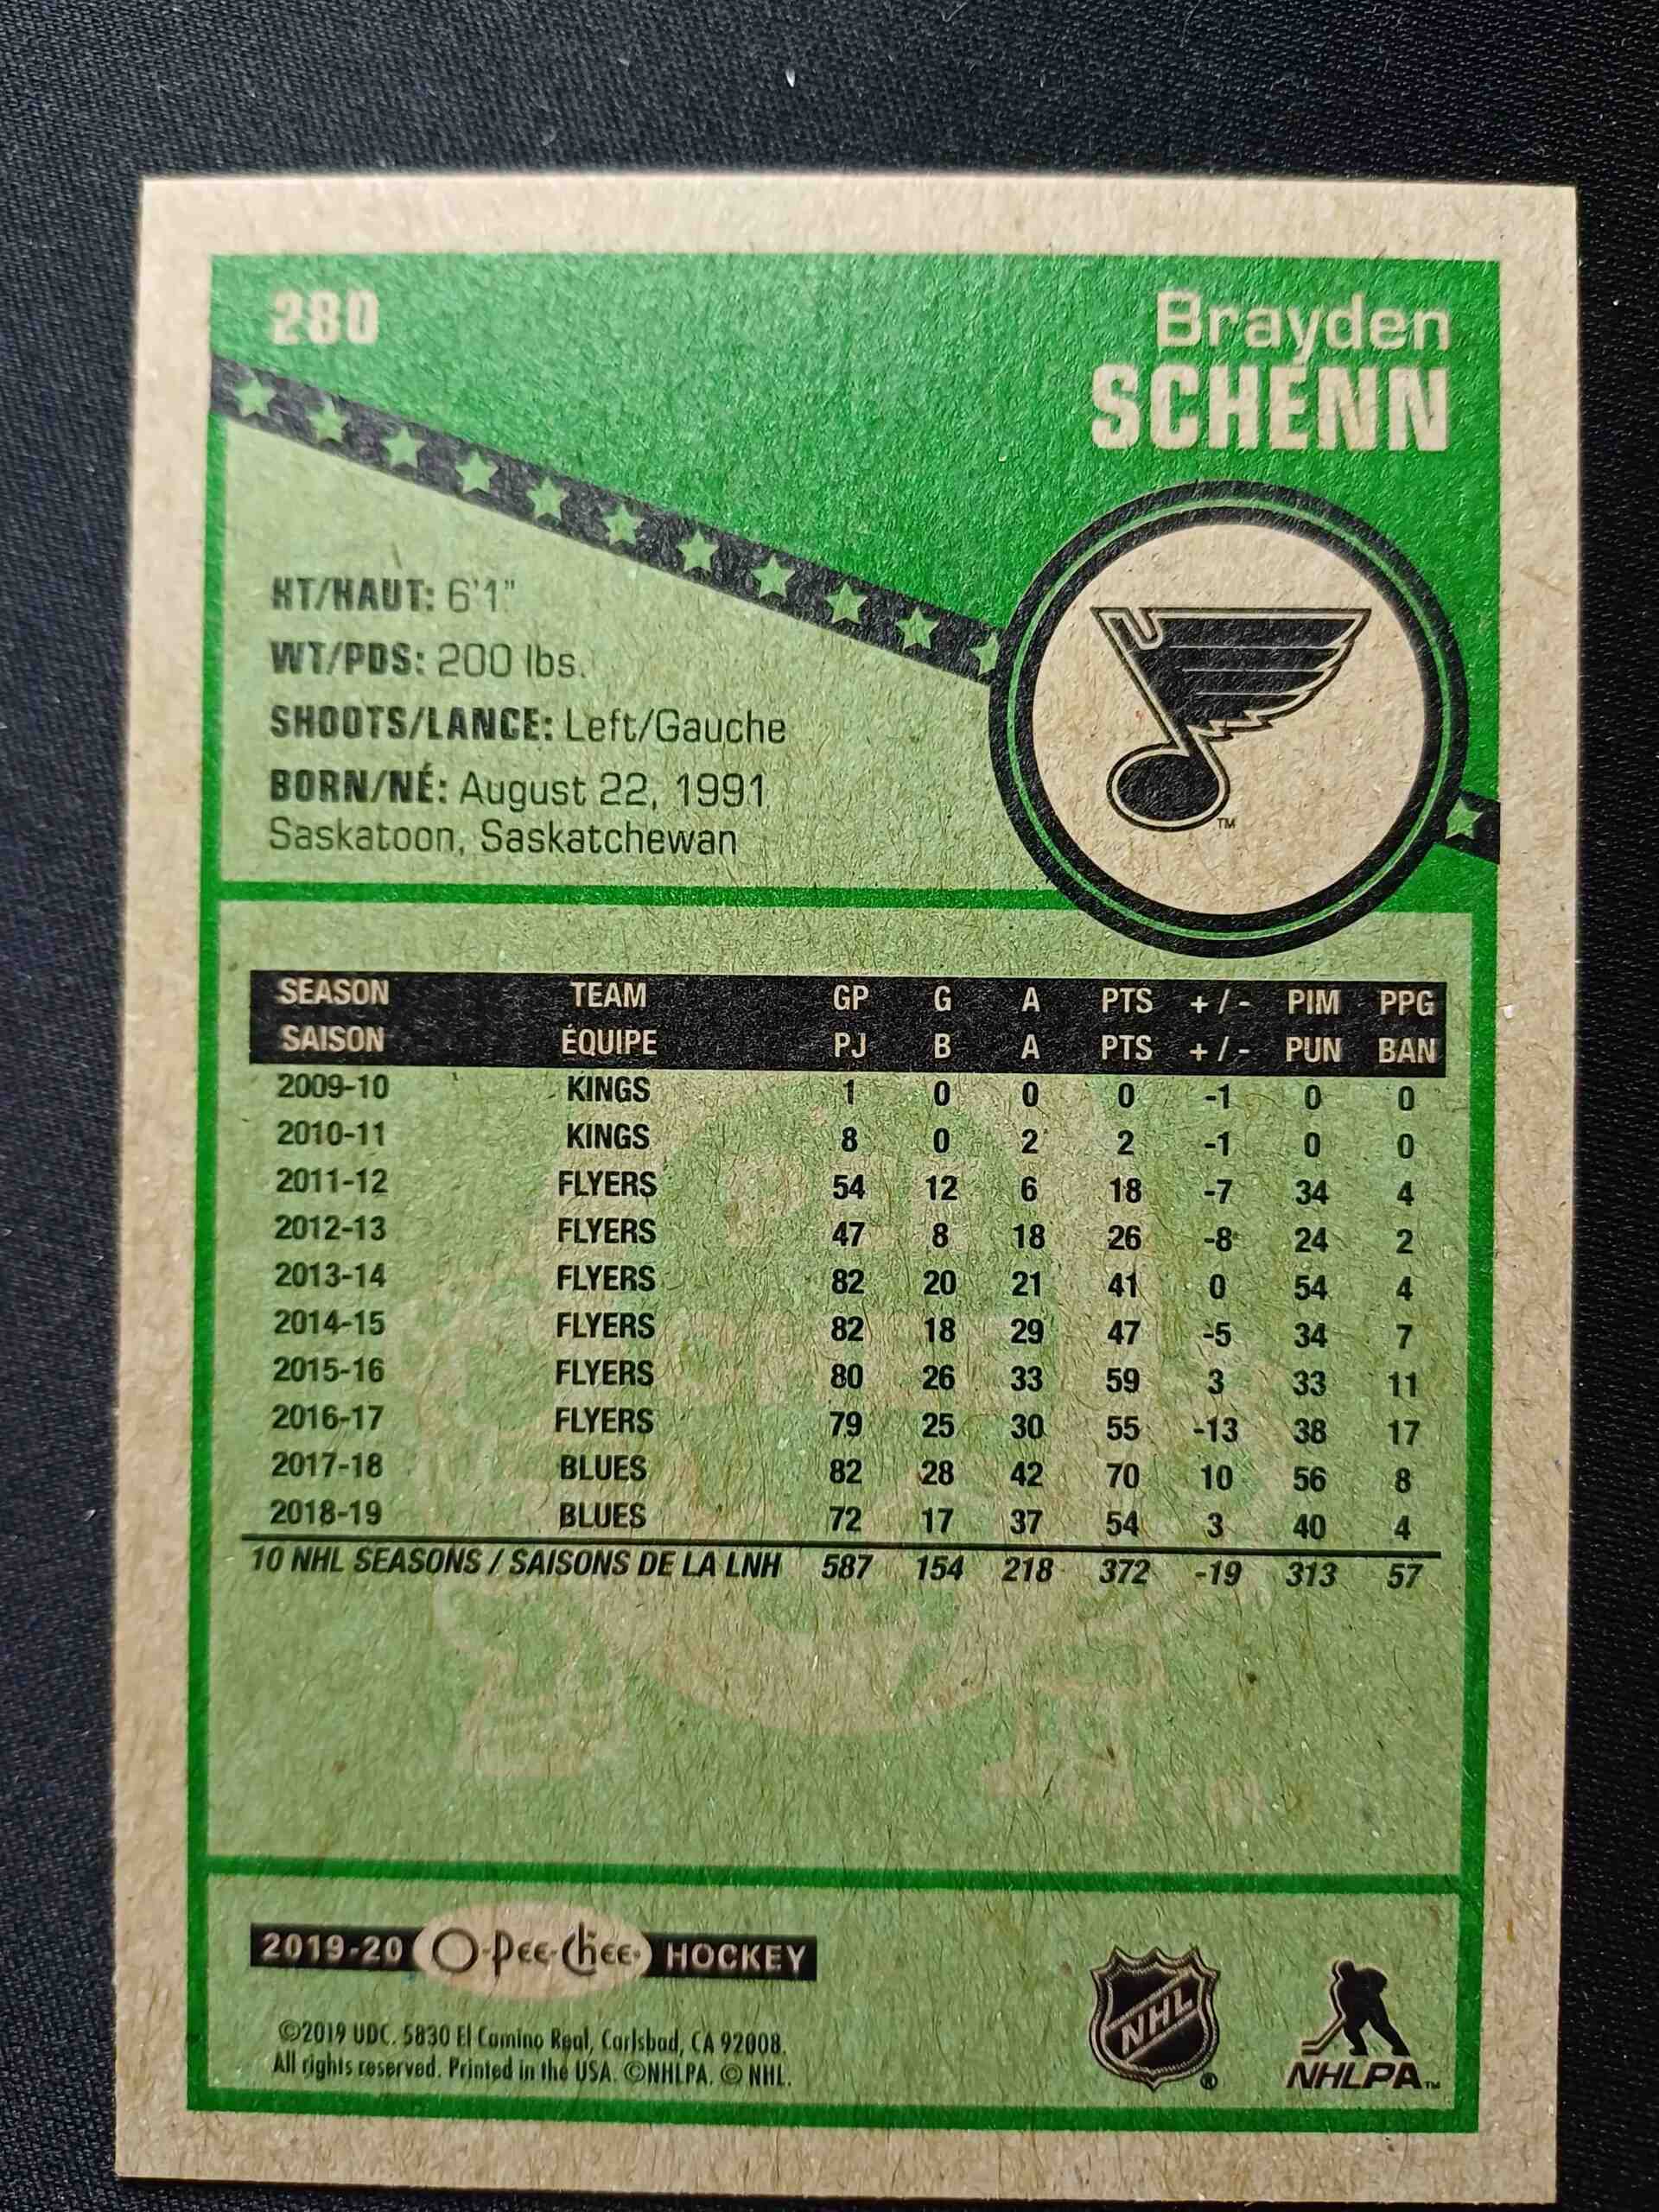 280
Brayden
SCHENN
HT/HAUT: 6'1"
WT/PDS: 200 lbs.
SHOOTS/LANCE: Left/Gauche
BORN/NÉ: August 22, 1991
Saskatoon, Saskatchewan
TM
SEASON TEAM GP G A PTS +/- PIM PPG
SAISON ÉQUIPE PJ B A PTS +/- PUN BAN
2009-10 KINGS 1 0 0 0 -1 0 0
2010-11 KINGS 8 0 2 2 -1 0 0
2011-12 FLYERS 54 12 6 18 -7 34 4
2012-13 FLYERS 47 8 18 26 -8 24 2
2013-14 FLYERS 82 20 21 41 0 54 4
2014-15 FLYERS 82 18 29 47 -5 34 7
2015-16 FLYERS 80 26 33 59 3 33 11
2016-17 FLYERS 79 25 30 55 -13 38 17
2017-18 BLUES 82 28 42 70 10 56 8
2018-19 BLUES 72 17 37 54 3 40 4
10 NHL SEASONS / SAISONS DE LA LNH 587 154 218 372 -19 313 57
2019-20 O-Pee-Chee HOCKEY
©2019 UDC. 5830 El Camino Real, Carlsbad, CA 92008.
All rights reserved. Printed in the USA. ©NHLPA. © NHL.
NHL ®
NHLPA TM